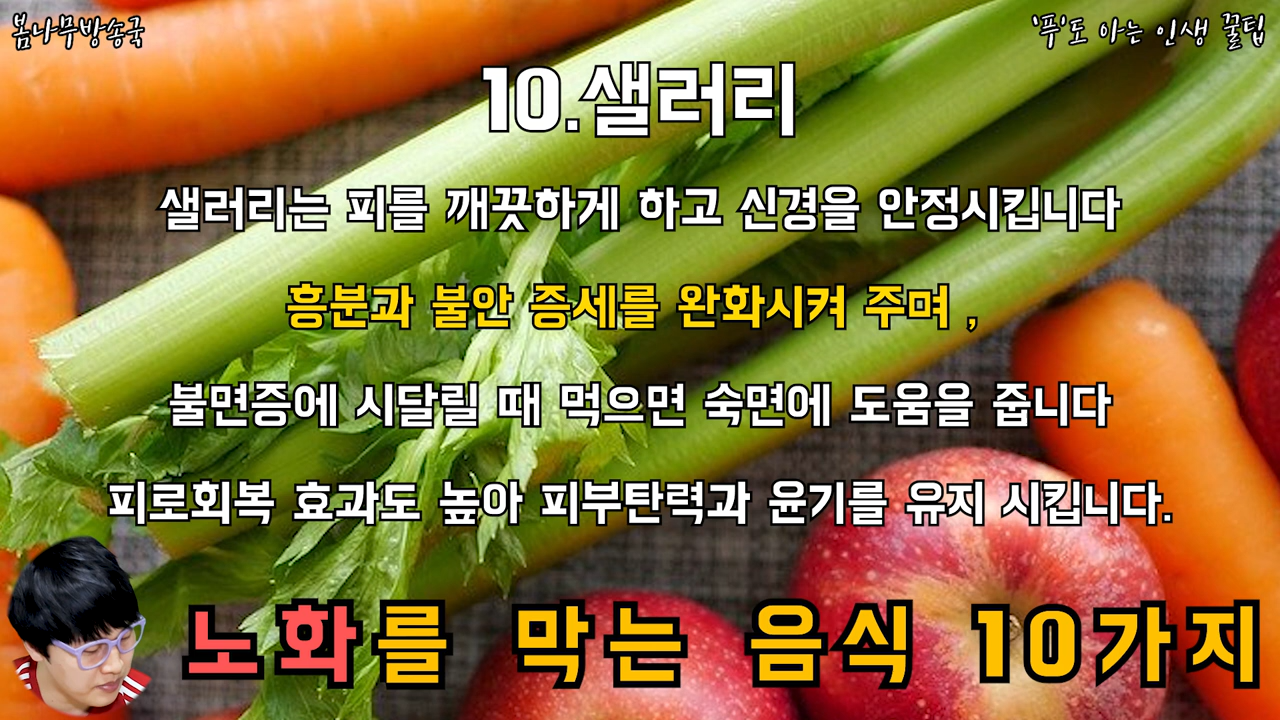 봄나무방송국
'푸'도 아는 인생 꿀팁
10.샐러리
샐러리는 피를 깨끗하게 하고 신경을 안정시킵니다
흥분과 불안 증세를 완화시켜 주며 ,
불면증에 시달릴 때 먹으면 숙면에 도움을 줍니다
피로회복 효과도 높아 피부탄력과 윤기를 유지 시킵니다.
노화를 막는 음식 10가지